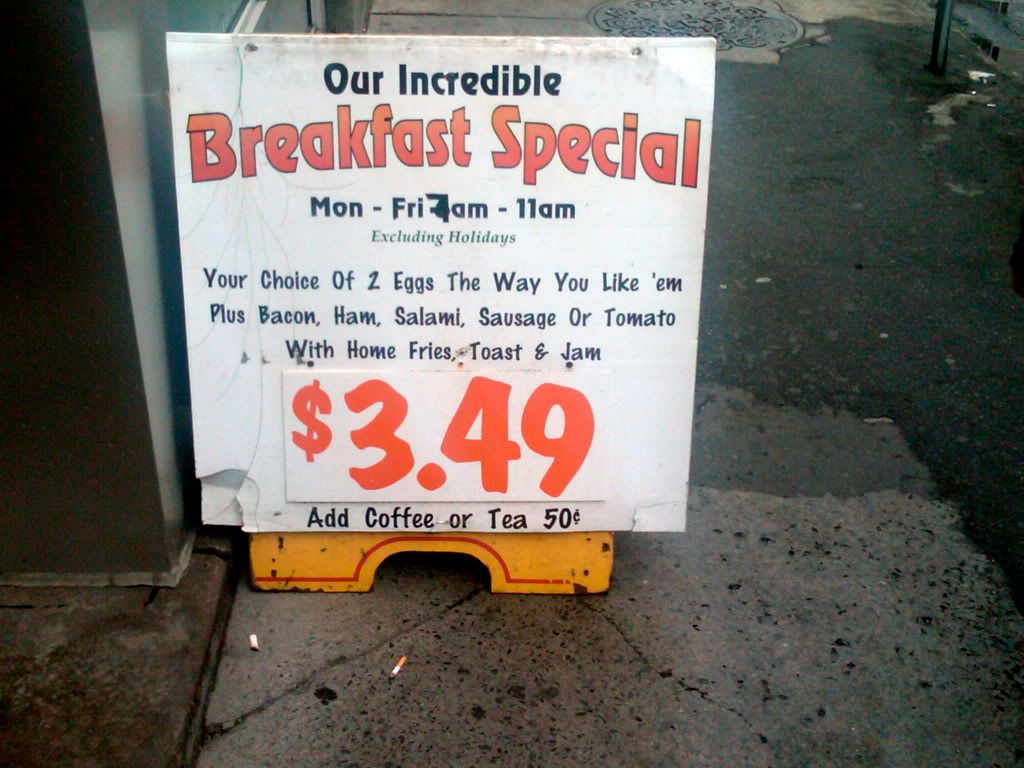 Our Incredible
Breakfast Special
Mon - Fri 7am - 11am
Excluding Holidays
Your Choice Of 2 Eggs The Way You Like 'em
Plus Bacon, Ham, Salami, Sausage Or Tomato
With Home Fries, Toast & Jam
$3.49
Add Coffee or Tea 50¢